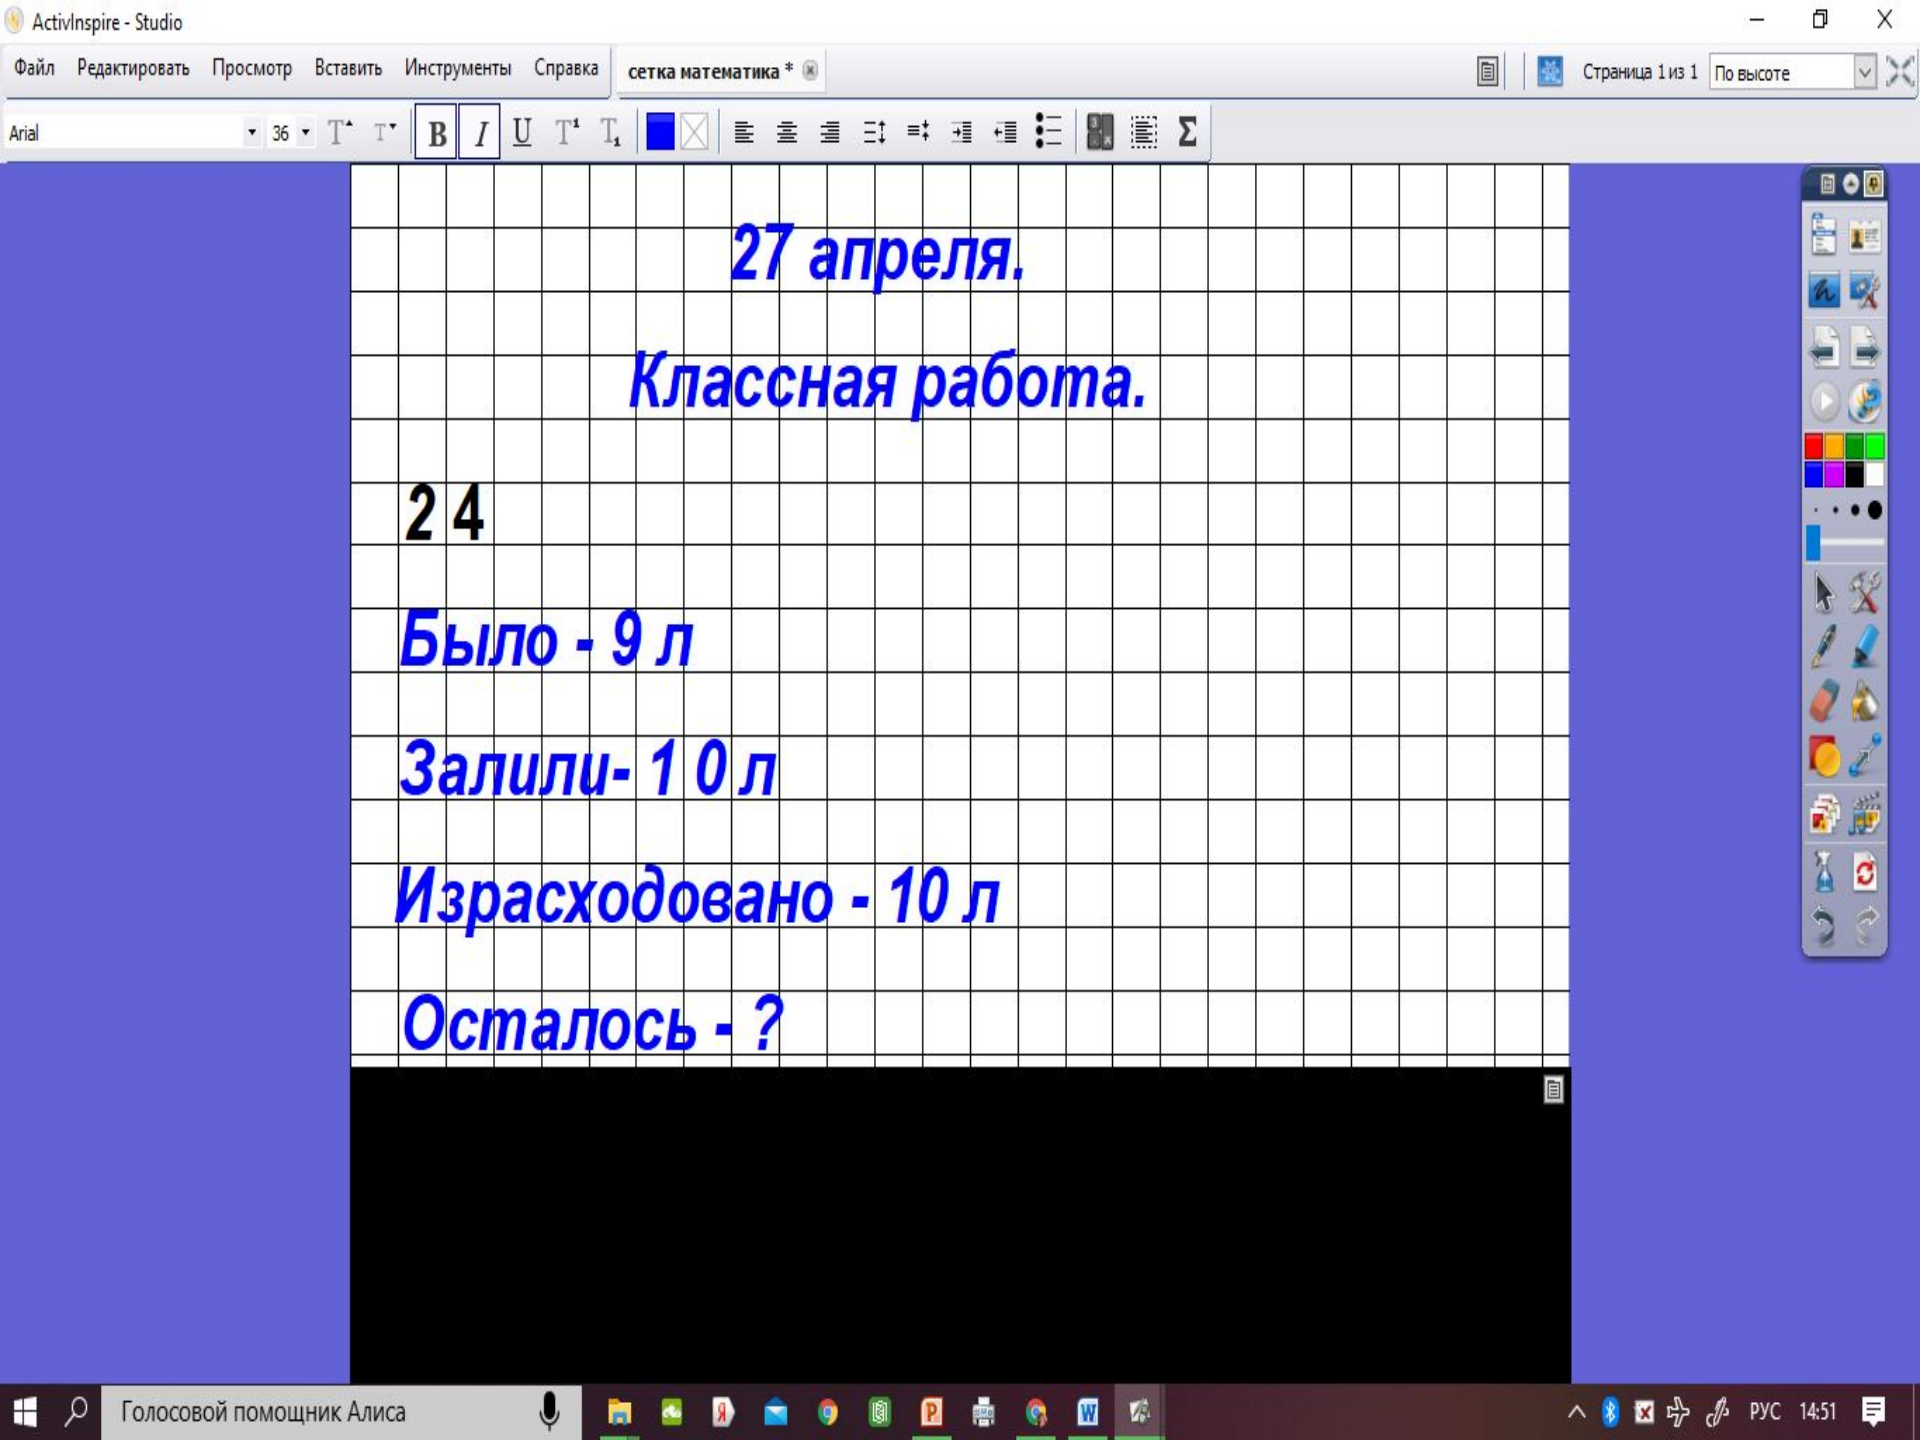 ActivInspire - Studio
Файл Редактировать Просмотр Вставить Инструменты Справка сетка математика * Страница 1 из 1 По высоте
Arial 36 B I U
27 апреля.
Классная работа.
2 4
Было - 9 л
Залили- 1 0 л
Израсходовано - 10 л
Осталось - ?
Голосовой помощник Алиса РУС 14:51